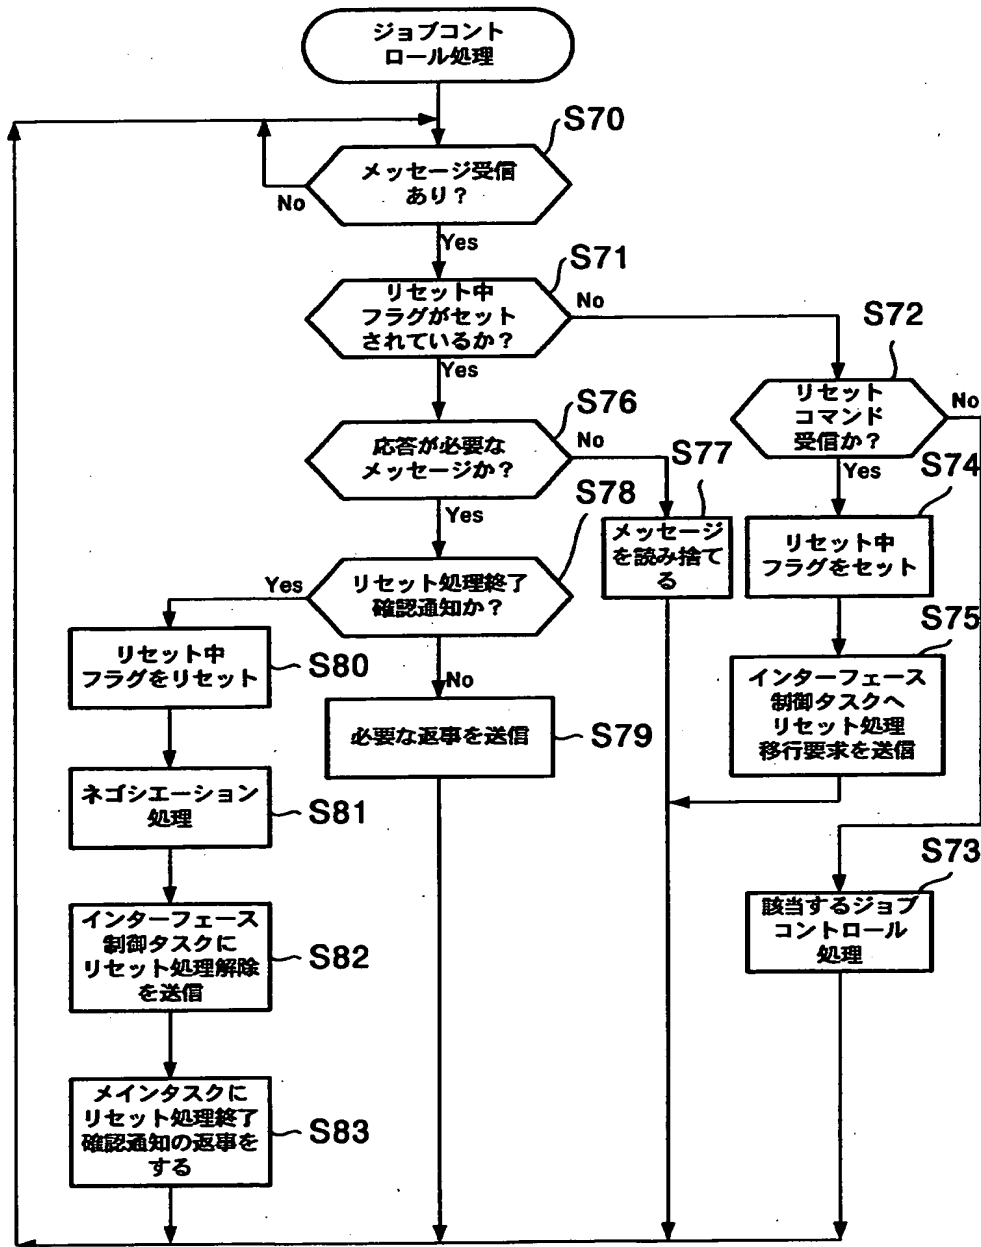 ジョブコント
ロール処理
S70
メッセージ受信
あり？
No
Yes
S71
リセット中
フラグがセット
されているか？
No
Yes
S72
リセット
コマンド
受信か？
No
Yes
S76
応答が必要な
メッセージか？
No
Yes
S77
メッセージ
を読み捨て
る
S74
リセット中
フラグをセット
S78
リセット処理終了
確認通知か？
Yes
No
S75
インターフェース
制御タスクへ
リセット処理
移行要求を送信
S80
リセット中
フラグをリセット
S79
必要な返事を送信
S81
ネゴシエーション
処理
S73
該当するジョブ
コントロール
処理
S82
インターフェース
制御タスクに
リセット処理解除
を送信
S83
メインタスクに
リセット処理終了
確認通知の返事を
する